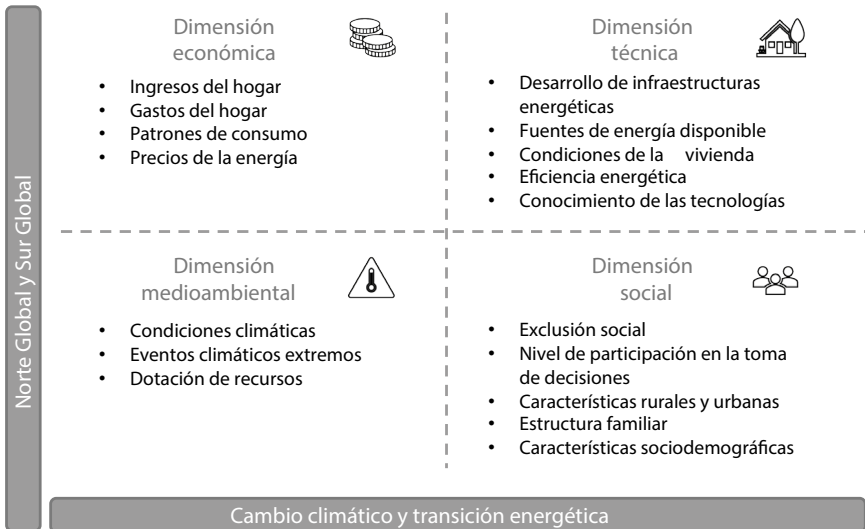 Norte Global y Sur Global
Dimensión
económica
• Ingresos del hogar
• Gastos del hogar
• Patrones de consumo
• Precios de la energía
Dimensión
técnica
• Desarrollo de infraestructuras
energéticas
• Fuentes de energía disponible
• Condiciones de la vivienda
• Eficiencia energética
• Conocimiento de las tecnologías
Dimensión
medioambiental
• Condiciones climáticas
• Eventos climáticos extremos
• Dotación de recursos
Dimensión
social
• Exclusión social
• Nivel de participación en la toma
de decisiones
• Características rurales y urbanas
• Estructura familiar
• Características sociodemográficas
Cambio climático y transición energética